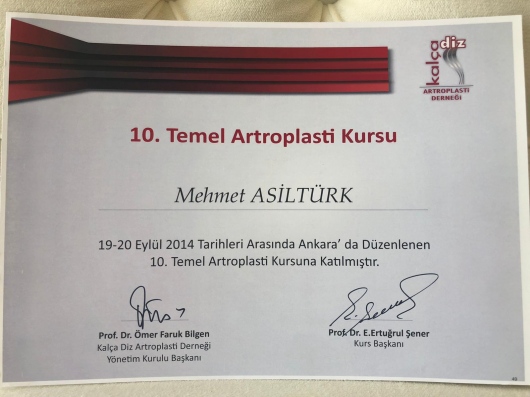 kalça
diz
ARTROPLASTİ
DERNEĞİ
10. Temel Artroplasti Kursu
Mehmet ASİLTÜRK
19-20 Eylül 2014 Tarihleri Arasında Ankara' da Düzenlenen
10. Temel Artroplasti Kursuna Katılmıştır.
Prof. Dr. Ömer Faruk Bilgen
Kalça Diz Artroplasti Derneği
Yönetim Kurulu Başkanı
Prof. Dr. E.Ertuğrul Şener
Kurs Başkanı